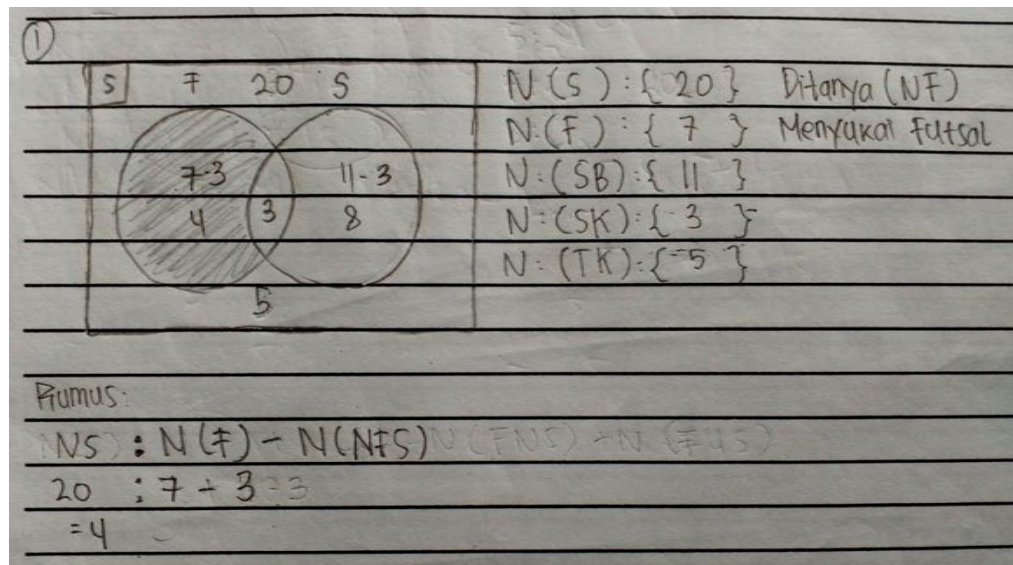 ①
S F 20 S
7-3 11-3
4 3 8
5
N(S):{ 20 } Ditanya (NF)
N:(F) : { 7 } Menyukai Futsal
N:(SB):{ 11 }
N:(SK):{ 3 }
N: (TK):{ 5 }
Rumus:
NS) : N(F) - N(NFS)
20 : 7 - 3
=4